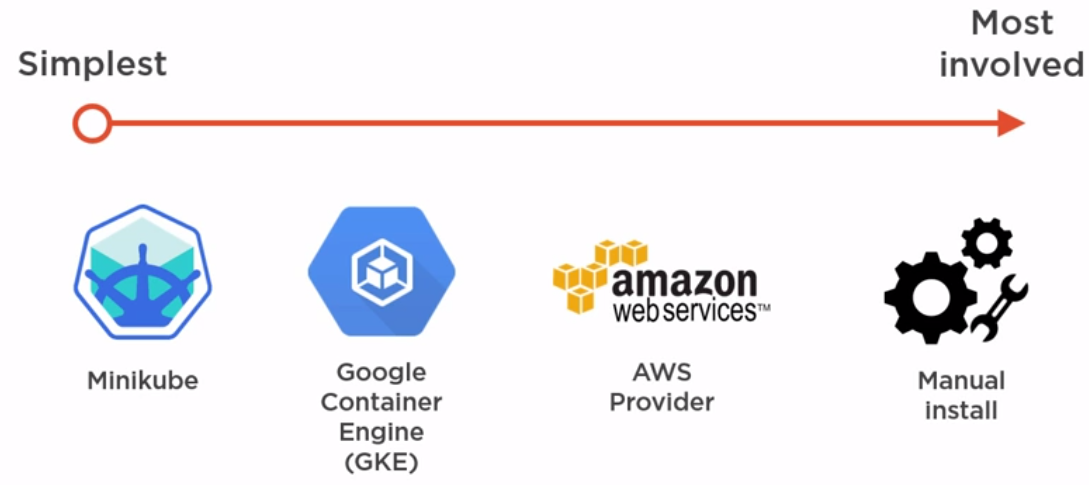 Simplest
Most
involved
Minikube
Google
Container
Engine
(GKE)
amazon
web services™
AWS
Provider
Manual
install